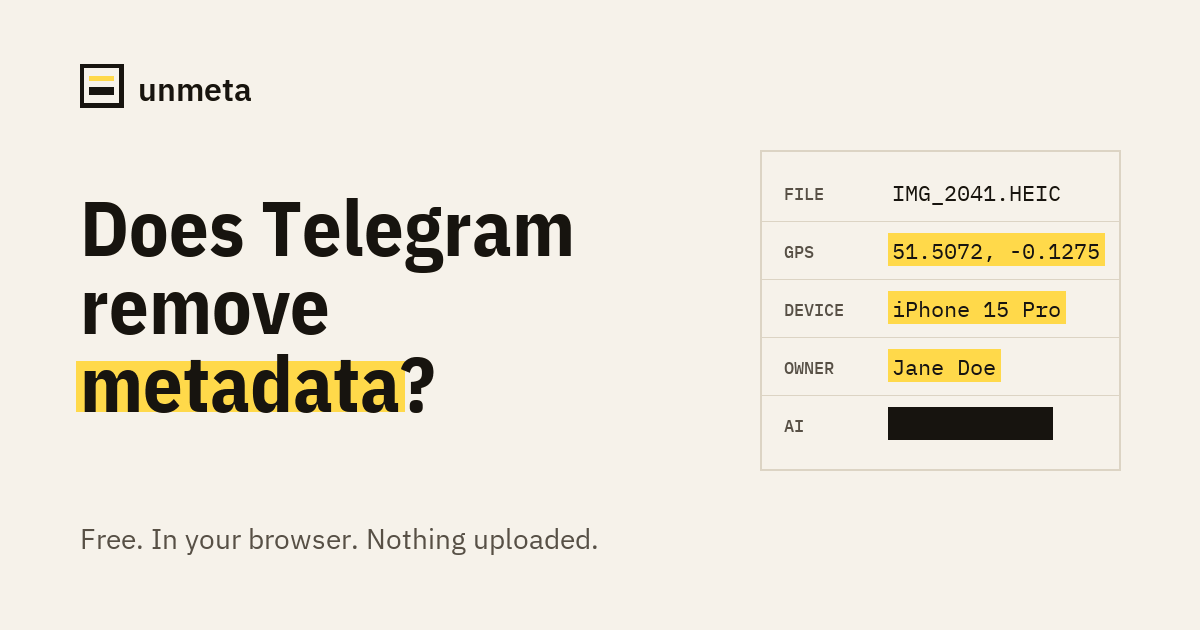 unmeta
Does Telegram
remove
metadata?
FILE IMG_2041.HEIC
GPS 51.5072, -0.1275
DEVICE iPhone 15 Pro
OWNER Jane Doe
AI
Free. In your browser. Nothing uploaded.